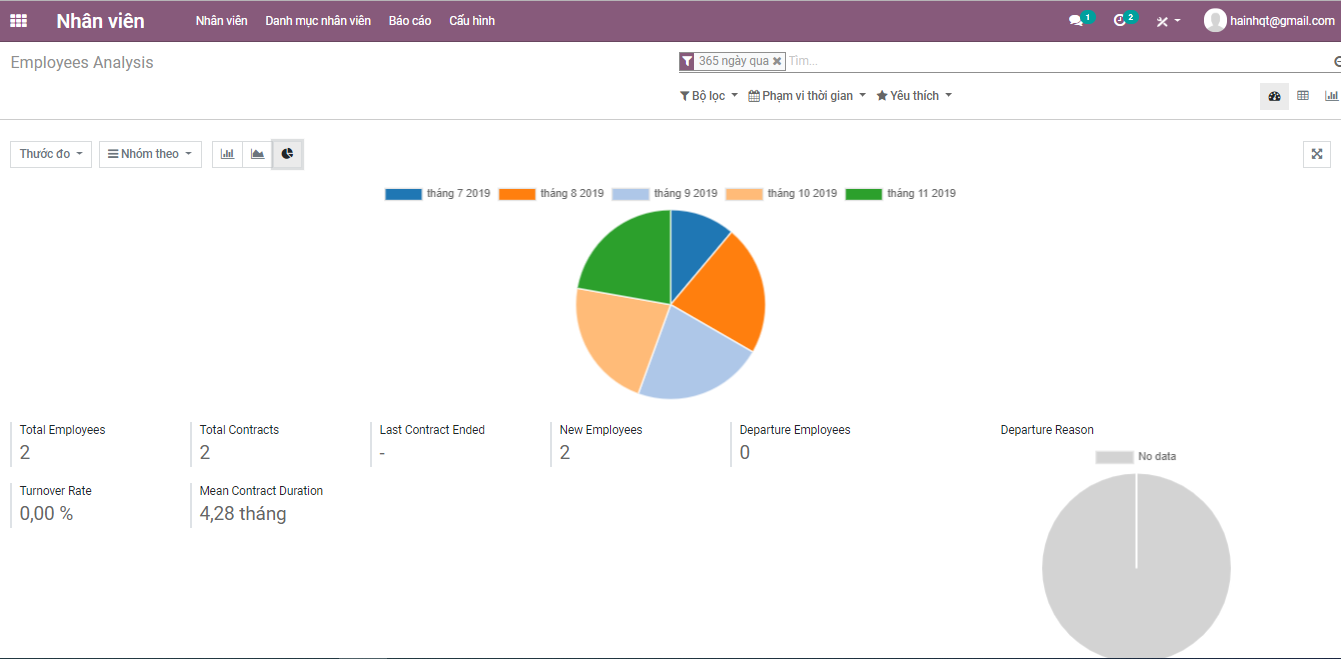 Nhân viên Nhân viên Danh mục nhân viên Báo cáo Cấu hình 1 2 hainhqt@gmail.com
Employees Analysis 365 ngày qua Tìm...
Bộ lọc Phạm vi thời gian Yêu thích
Thước đo Nhóm theo
tháng 7 2019 tháng 8 2019 tháng 9 2019 tháng 10 2019 tháng 11 2019
Total Employees Total Contracts Last Contract Ended New Employees Departure Employees Departure Reason
2 2 - 2 0
No data
Turnover Rate Mean Contract Duration
0,00 % 4,28 tháng